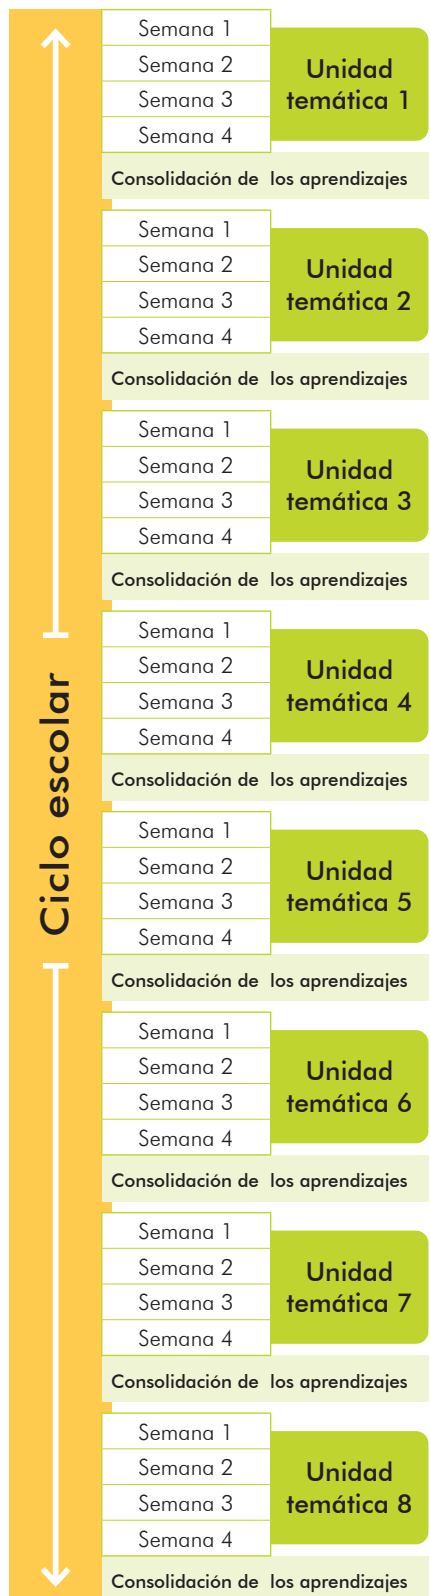 Ciclo escolar
Semana 1
Semana 2
Semana 3
Semana 4
Unidad
temática 1
Consolidación de los aprendizajes
Semana 1
Semana 2
Semana 3
Semana 4
Unidad
temática 2
Consolidación de los aprendizajes
Semana 1
Semana 2
Semana 3
Semana 4
Unidad
temática 3
Consolidación de los aprendizajes
Semana 1
Semana 2
Semana 3
Semana 4
Unidad
temática 4
Consolidación de los aprendizajes
Semana 1
Semana 2
Semana 3
Semana 4
Unidad
temática 5
Consolidación de los aprendizajes
Semana 1
Semana 2
Semana 3
Semana 4
Unidad
temática 6
Consolidación de los aprendizajes
Semana 1
Semana 2
Semana 3
Semana 4
Unidad
temática 7
Consolidación de los aprendizajes
Semana 1
Semana 2
Semana 3
Semana 4
Unidad
temática 8
Consolidación de los aprendizajes